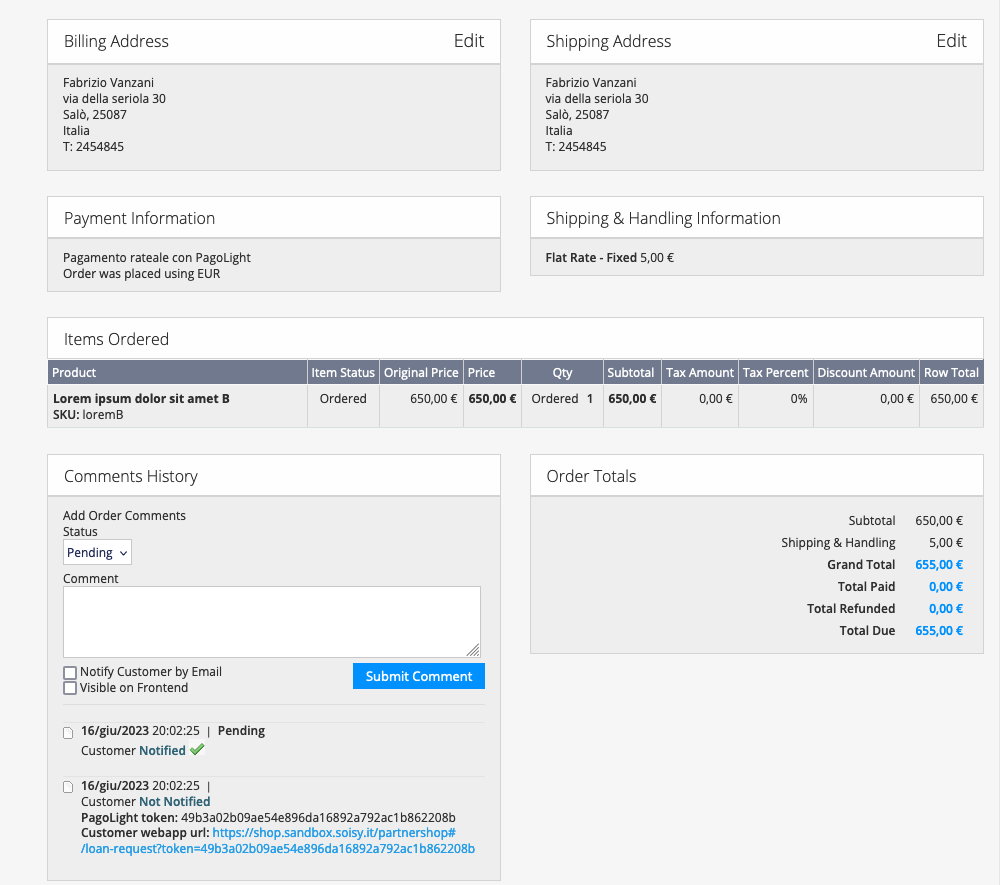 Billing Address
Edit
Fabrizio Vanzani
via della seriola 30
Salò, 25087
Italia
T: 2454845
Shipping Address
Edit
Fabrizio Vanzani
via della seriola 30
Salò, 25087
Italia
T: 2454845
Payment Information
Pagamento rateale con PagoLight
Order was placed using EUR
Shipping & Handling Information
Flat Rate - Fixed 5,00 €
Items Ordered
Product Item Status Original Price Price Qty Subtotal Tax Amount Tax Percent Discount Amount Row Total
Lorem ipsum dolor sit amet B Ordered 650,00 € 650,00 € Ordered 1 650,00 € 0,00 € 0% 0,00 € 650,00 €
SKU: loremB
Comments History
Add Order Comments
Status
Pending
Comment
Notify Customer by Email
Visible on Frontend
Submit Comment
16/giu/2023 20:02:25 | Pending
Customer Notified
16/giu/2023 20:02:25 |
Customer Not Notified
PagoLight token: 49b3a02b09ae54e896da16892a792ac1b862208b
Customer webapp url: https://shop.sandbox.soisy.it/partnershop#
/loan-request?token=49b3a02b09ae54e896da16892a792ac1b862208b
Order Totals
Subtotal 650,00 €
Shipping & Handling 5,00 €
Grand Total 655,00 €
Total Paid 0,00 €
Total Refunded 0,00 €
Total Due 655,00 €